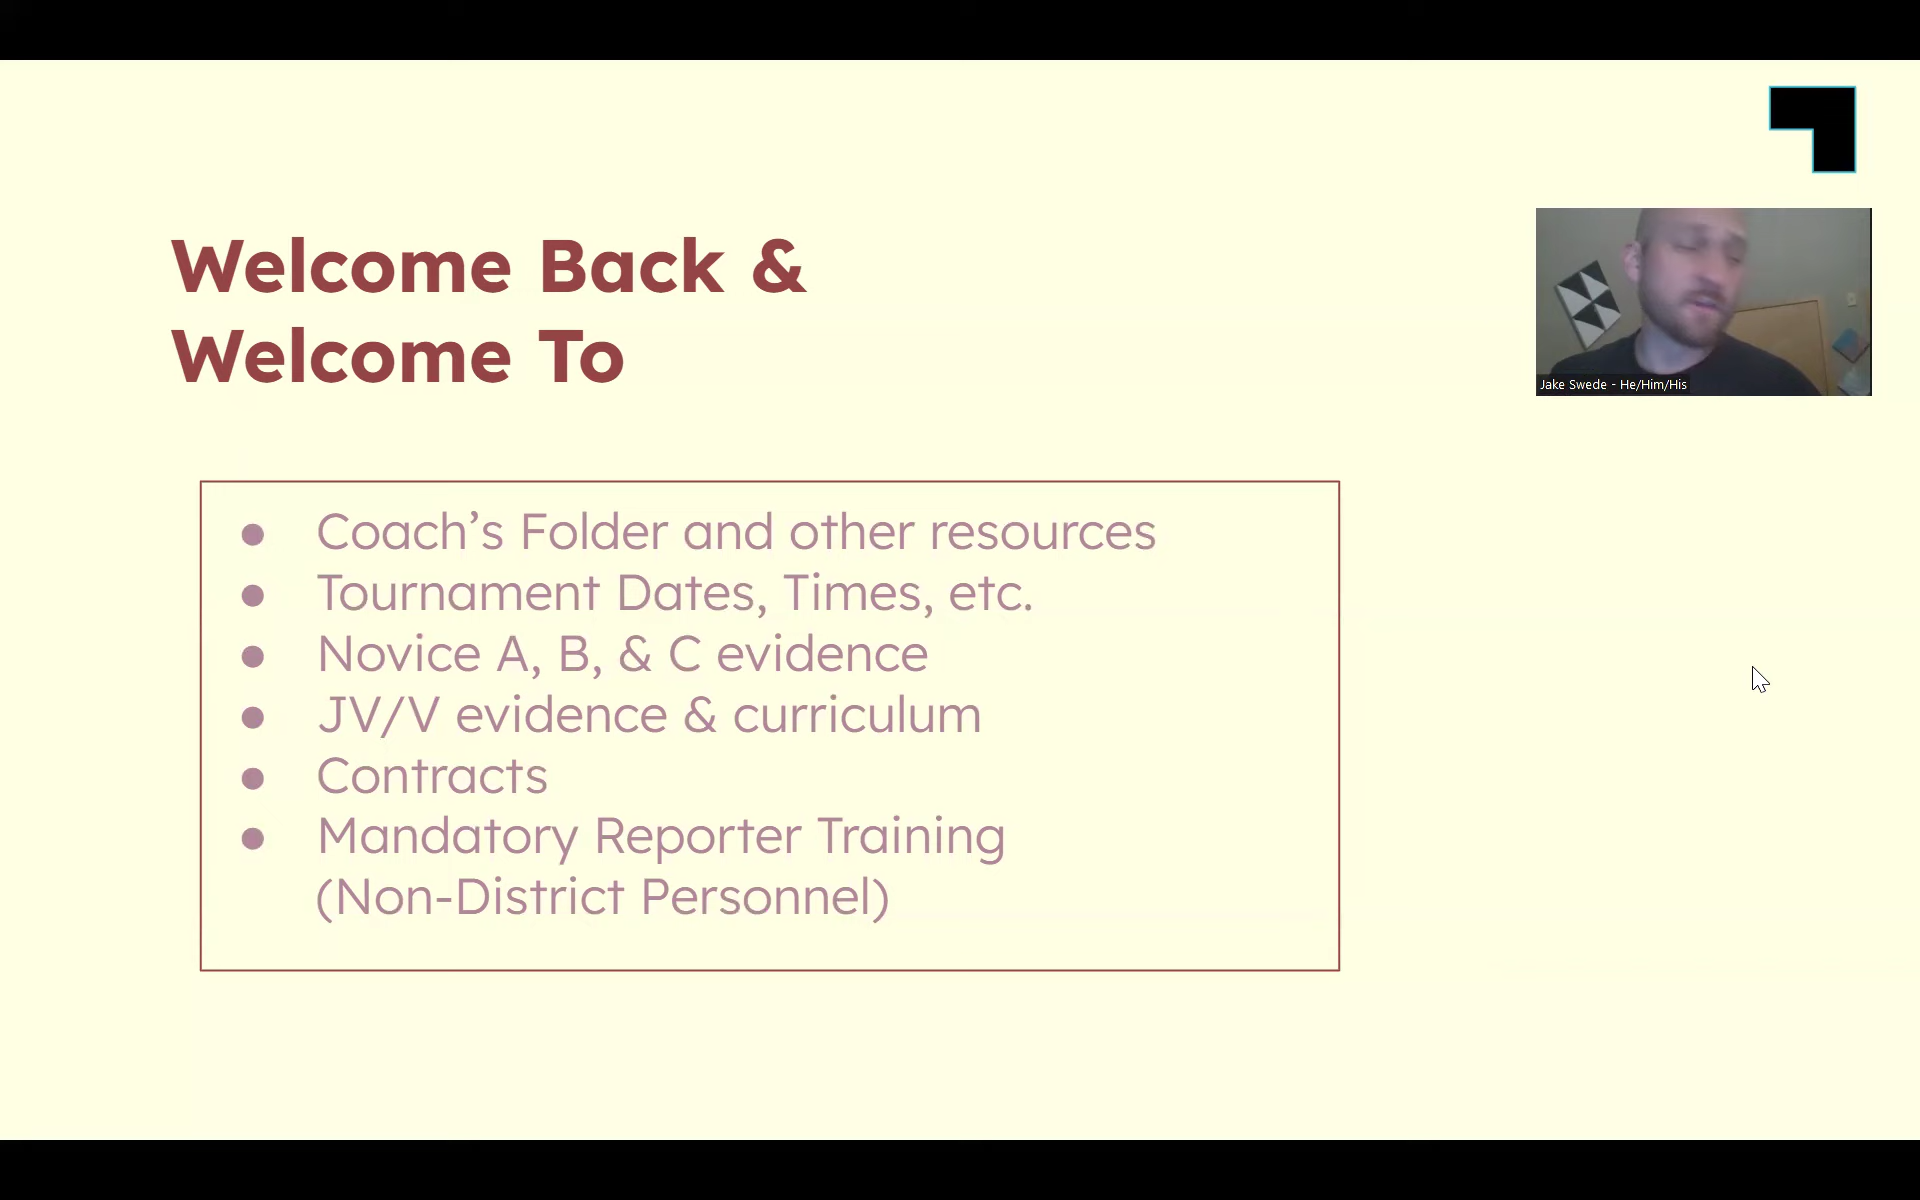 Welcome Back &
Welcome To
Jake Swede - He/Him/His
● Coach’s Folder and other resources
● Tournament Dates, Times, etc.
● Novice A, B, & C evidence
● JV/V evidence & curriculum
● Contracts
● Mandatory Reporter Training
(Non-District Personnel)